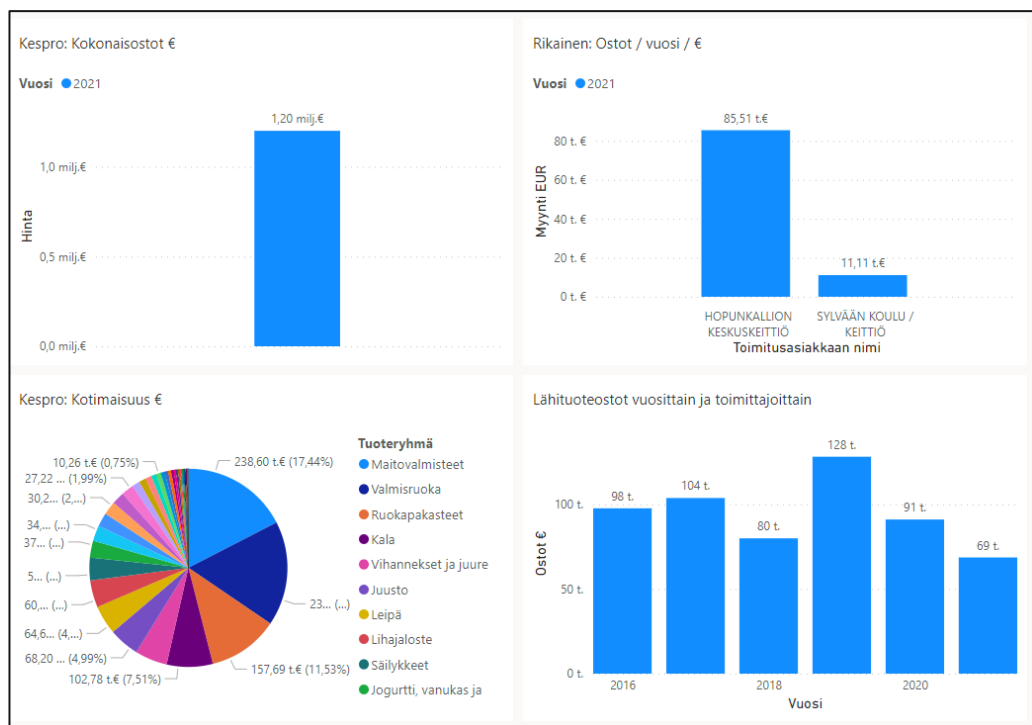 Kespro: Kokonaisostot €
Vuosi 2021
1,20 milj.€
1,0 milj.€
0,5 milj.€
0,0 milj.€
Hinta
Rikainen: Ostot / vuosi / €
Vuosi 2021
85,51 t.€
11,11 t.€
80 t. €
60 t. €
40 t. €
20 t. €
0 t. €
Myynti EUR
HOPUNKALLION
KESKUSKEITTIÖ
SYLVÄÄN KOULU /
KEITTIÖ
Toimitusasiakkaan nimi
Kespro: Kotimaisuus €
10,26 t.€ (0,75%)
27,22 ... (1,99%)
30,2... (2,...)
34,... (...)
37... (...)
5... (...)
60,... (...)
64,6... (4,...)
68,20 ... (4,99%)
102,78 t.€ (7,51%)
157,69 t.€ (11,53%)
23... (...)
238,60 t.€ (17,44%)
Tuoteryhmä
Maitovalmisteet
Valmisruoka
Ruokapakasteet
Kala
Vihannekset ja juure
Juusto
Leipä
Lihajaloste
Säilykkeet
Jogurtti, vanukas ja
Lähituoteostot vuosittain ja toimittajoittain
128 t.
104 t.
98 t.
91 t.
80 t.
69 t.
100 t.
50 t.
0 t.
Ostot €
2016
2018
2020
Vuosi